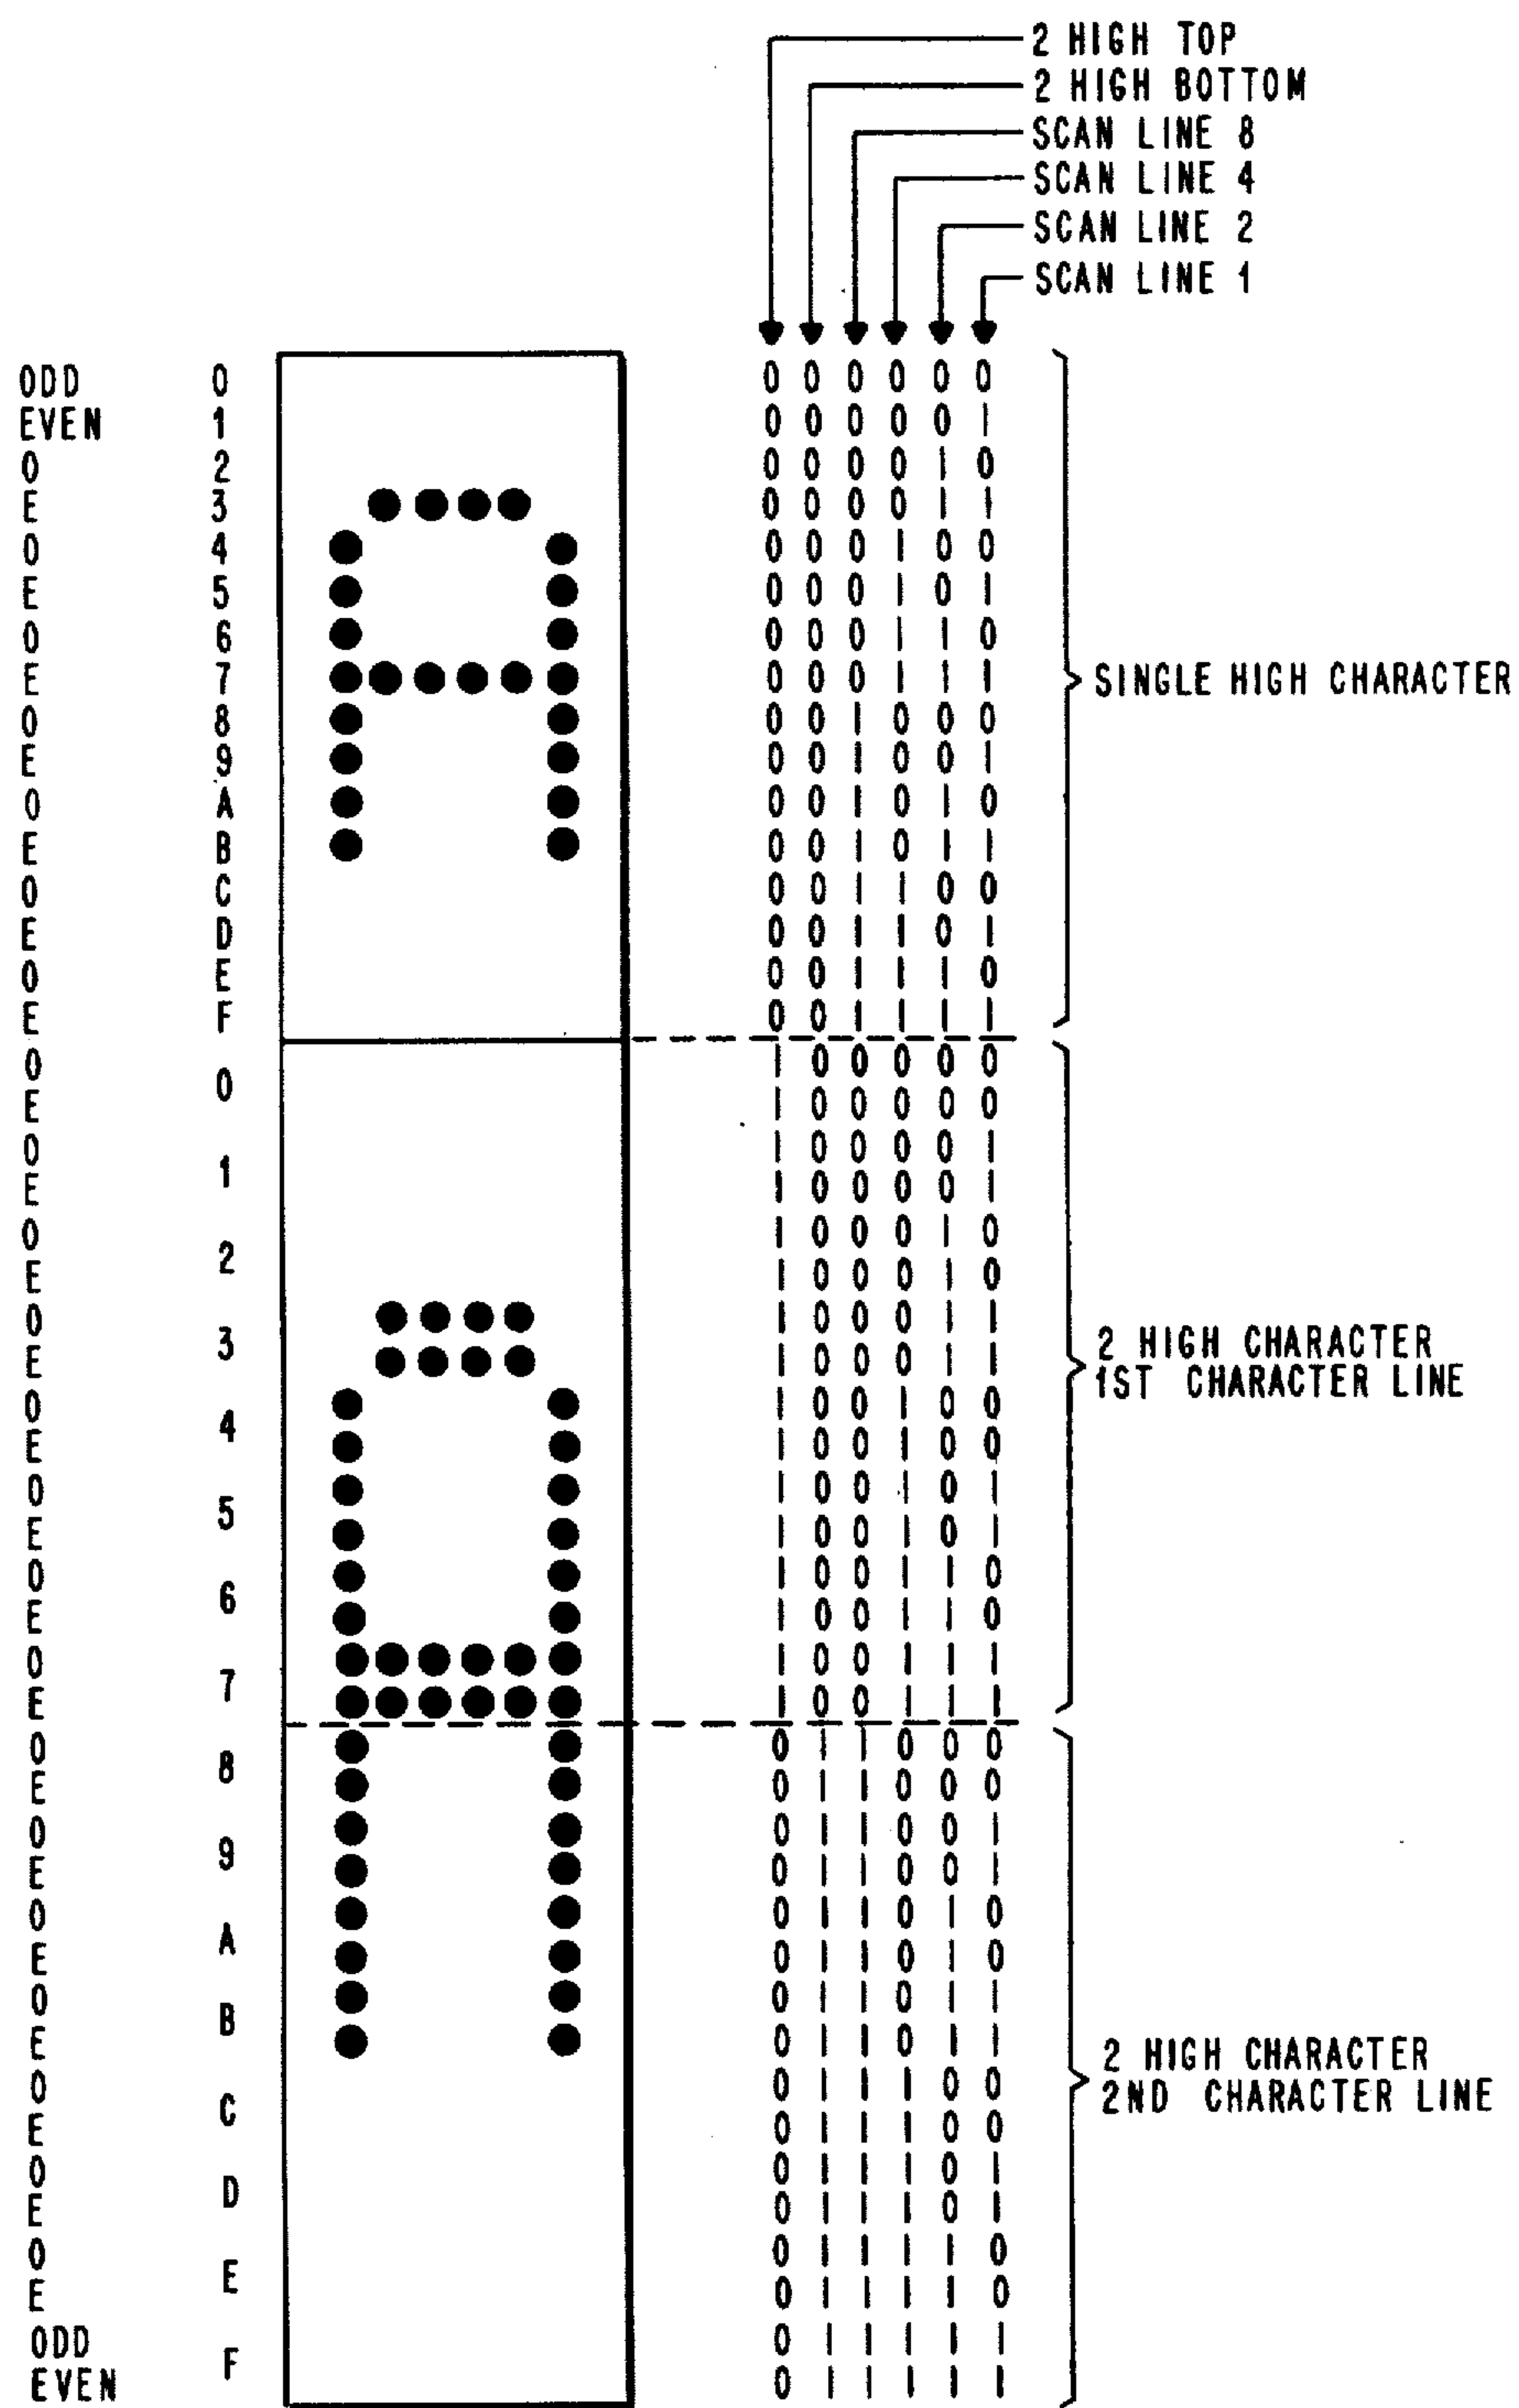 2 HIGH TOP
2 HIGH BOTTOM
SCAN LINE 8
SCAN LINE 4
SCAN LINE 2
SCAN LINE 1
ODD 0 0 0 0 0 0 0
EVEN 1 0 0 0 0 0 1
O 2 0 0 0 0 1 0
E 3 0 0 0 0 1 1
O 4 0 0 0 1 0 0
E 5 0 0 0 1 0 1
O 6 0 0 0 1 1 0
E 7 0 0 0 1 1 1 SINGLE HIGH CHARACTER
O 8 0 0 1 0 0 0
E 9 0 0 1 0 0 1
O A 0 0 1 0 1 0
E B 0 0 1 0 1 1
O C 0 0 1 1 0 0
E D 0 0 1 1 0 1
O E 0 0 1 1 1 0
E F 0 0 1 1 1 1
O 0 1 0 0 0 0 0
E 1 0 0 0 0 0
O 1 1 0 0 0 0 1
E 1 0 0 0 0 1
O 2 1 0 0 0 1 0
E 1 0 0 0 1 0
O 3 1 0 0 0 1 1 2 HIGH CHARACTER
E 1 0 0 0 1 1 1ST CHARACTER LINE
O 4 1 0 0 1 0 0
E 1 0 0 1 0 0
O 5 1 0 0 1 0 1
E 1 0 0 1 0 1
O 6 1 0 0 1 1 0
E 1 0 0 1 1 0
O 7 1 0 0 1 1 1
E 1 0 0 1 1 1
O 8 0 1 1 0 0 0
E 0 1 1 0 0 0
O 9 0 1 1 0 0 1
E 0 1 1 0 0 1
O A 0 1 1 0 1 0
E 0 1 1 0 1 0
O B 0 1 1 0 1 1
E 0 1 1 0 1 1 2 HIGH CHARACTER
O C 0 1 1 1 0 0 2ND CHARACTER LINE
E 0 1 1 1 0 0
O D 0 1 1 1 0 1
E 0 1 1 1 0 1
O E 0 1 1 1 1 0
E 0 1 1 1 1 0
ODD F 0 1 1 1 1 1
EVEN 0 1 1 1 1 1